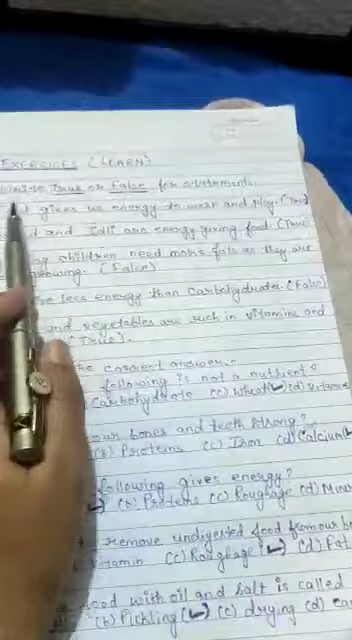 EXERCISES (LEARN)
True or False for statements.
gives us energy to work and play. (True)
and Idli are energy giving food. (True)
children need more fats as they are
growing. (False)
less energy than Carbohydrates. (False)
and vegetables are rich in vitamins and
(True).
the correct answer.
following is not a nutrient?
Carbohydrate (c) Wheat (d) Vitamin
our bones and teeth strong?
(b) Proteins (c) Iron (d) Calcium
following gives energy?
(b) Proteins (c) Roughage (d) Min
remove undigested food from our b
(c) Roughage (d) Fat
food with oil and salt is called
(b) Pickling (c) drying (d) ca